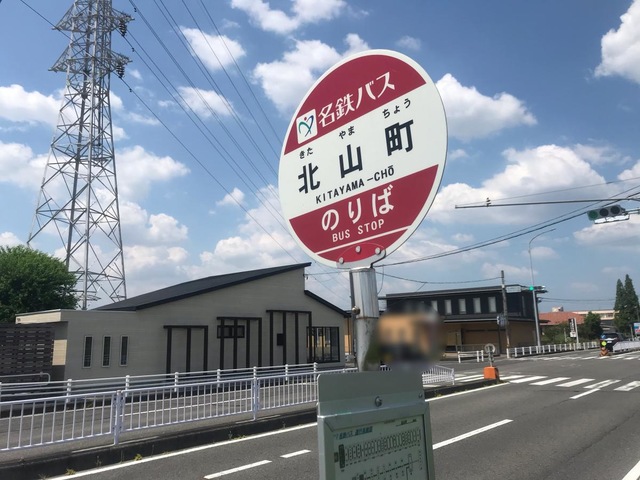 名鉄バス
きた やま ちょう
北山町
KITAYAMA-CHŌ
のりば
BUS STOP